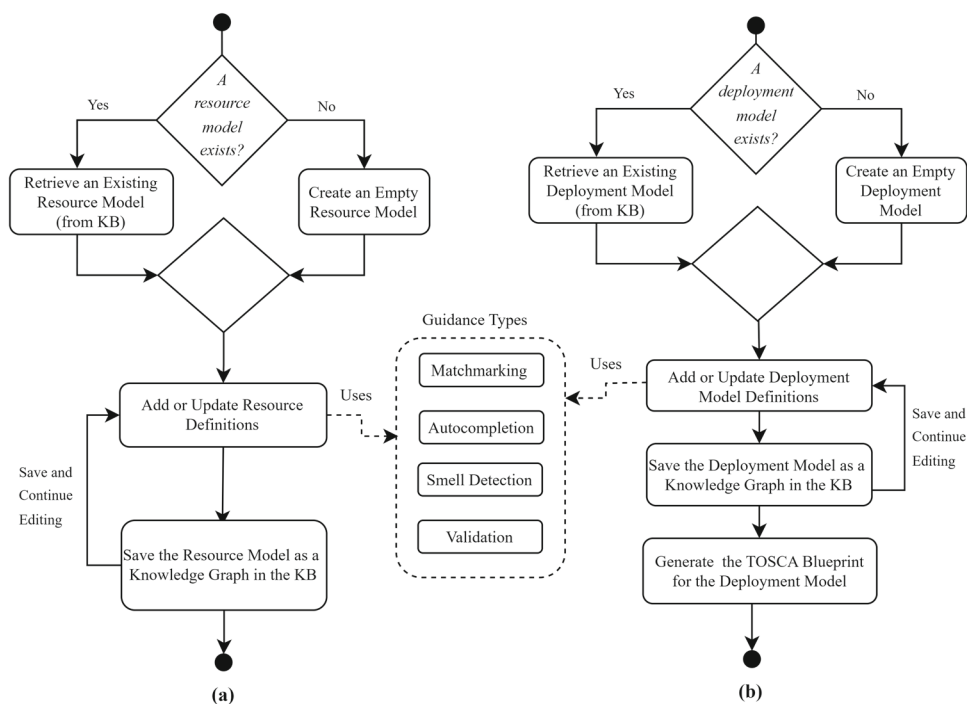 A
resource
model
exists?
Yes
No
Retrieve an Existing
Resource Model
(from KB)
Create an Empty
Resource Model
Add or Update Resource
Definitions
Uses
Save and
Continue
Editing
Save the Resource Model as a
Knowledge Graph in the KB
(a)
Guidance Types
Matchmarking
Autocompletion
Smell Detection
Validation
A
deployment
model
exists?
Yes
No
Retrieve an Existing
Deployment Model
(from KB)
Create an Empty
Deployment
Model
Uses
Add or Update Deployment
Model Definitions
Save and
Continue
Editing
Save the Deployment Model as a
Knowledge Graph in the KB
Generate the TOSCA Blueprint
for the Deployment Model
(b)